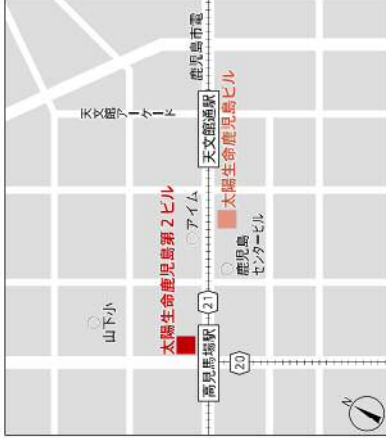 鹿児島市電
天文館アーケード
天文館通駅
太陽生命鹿児島ビル
太陽生命鹿児島第2ビル
アイム
鹿児島
センタービル
山下小
21
高見馬場駅
20
N